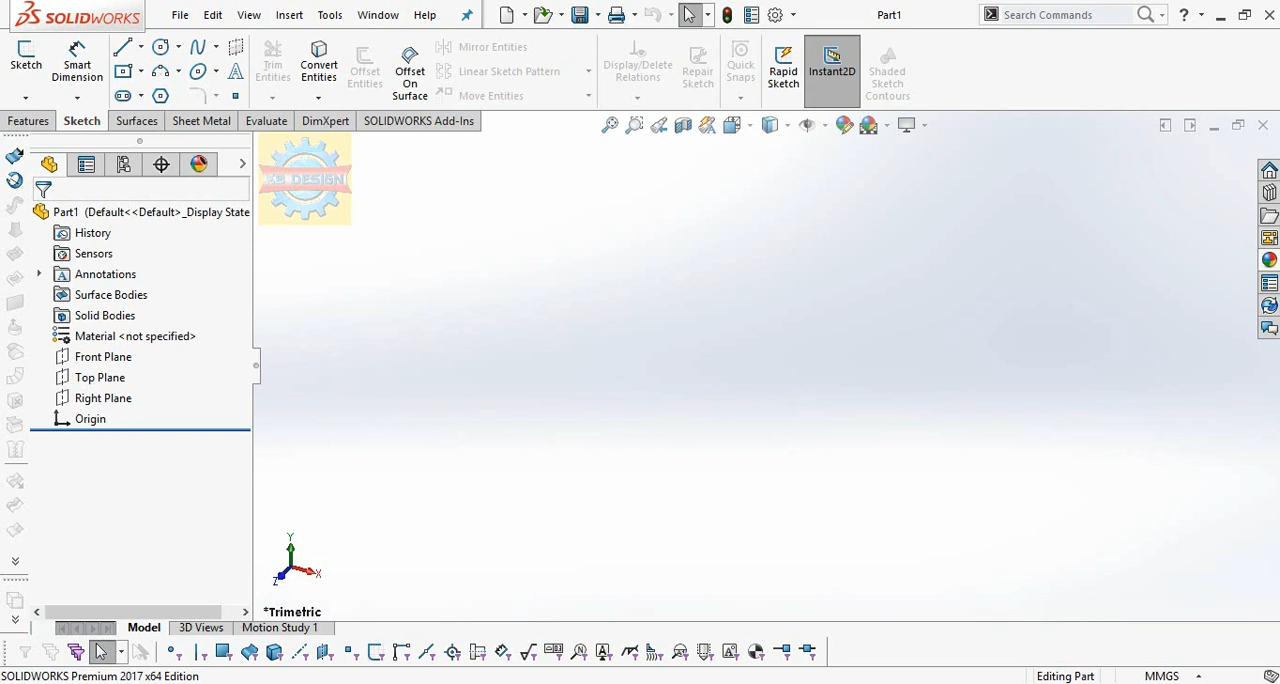 SOLIDWORKS File Edit View Insert Tools Window Help Part1 Search Commands ?
Sketch Smart Dimension Trim Entities Convert Entities Offset Entities Offset On Surface Mirror Entities Linear Sketch Pattern Move Entities Display/Delete Relations Repair Sketch Quick Snaps Rapid Sketch Instant2D Shaded Sketch Contours
Features Sketch Surfaces Sheet Metal Evaluate DimXpert SOLIDWORKS Add-Ins
KB DESIGN
Part1 (Default<<Default>_Display State
History
Sensors
Annotations
Surface Bodies
Solid Bodies
Material <not specified>
Front Plane
Top Plane
Right Plane
Origin
Y
X
Z
*Trimetric
Model 3D Views Motion Study 1
SOLIDWORKS Premium 2017 x64 Edition Editing Part MMGS